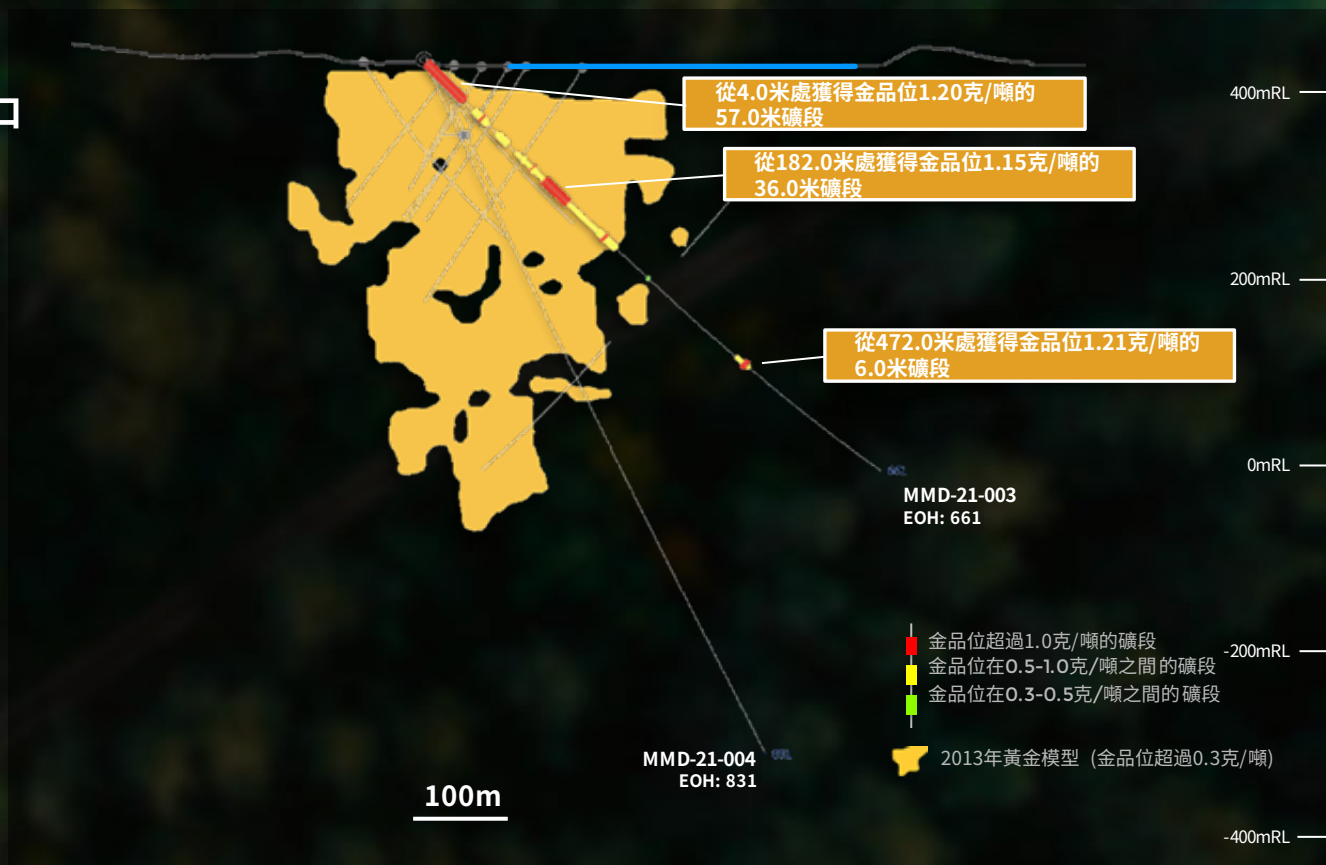 從4.0米處獲得金品位1.20克/噸的
57.0米礦段
400mRL
從182.0米處獲得金品位1.15克/噸的
36.0米礦段
200mRL
從472.0米處獲得金品位1.21克/噸的
6.0米礦段
0mRL
MMD-21-003
EOH: 661
金品位超過1.0克/噸的礦段
-200mRL
金品位在0.5-1.0克/噸之間的礦段
金品位在0.3-0.5克/噸之間的礦段
MMD-21-004
EOH: 831
2013年黃金模型 (金品位超過0.3克/噸)
100m
-400mRL